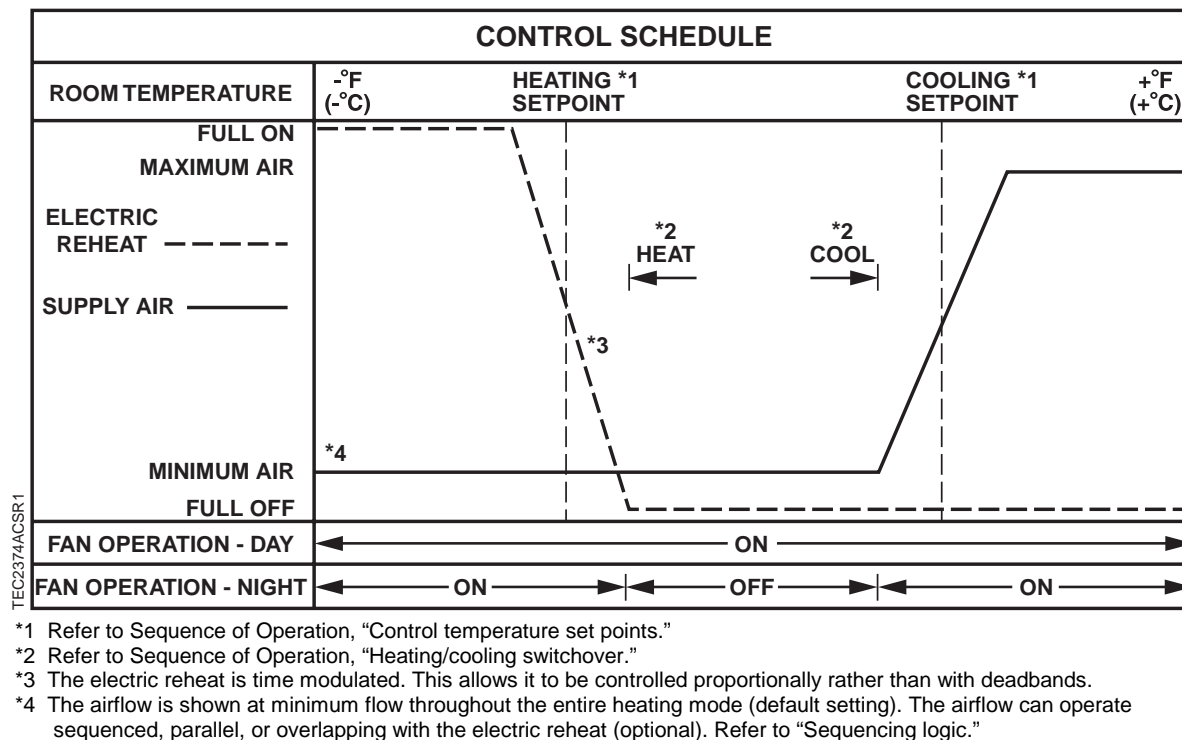 CONTROL SCHEDULE
ROOM TEMPERATURE
-°F
(-°C)
HEATING *1
SETPOINT
COOLING *1
SETPOINT
+°F
(+°C)
FULL ON
MAXIMUM AIR
ELECTRIC
REHEAT
SUPPLY AIR
*2
HEAT
*2
COOL
*3
*4
MINIMUM AIR
FULL OFF
TEC2374ACSR1
FAN OPERATION - DAY
ON
FAN OPERATION - NIGHT
ON
OFF
ON
*1 Refer to Sequence of Operation, “Control temperature set points.”
*2 Refer to Sequence of Operation, “Heating/cooling switchover.”
*3 The electric reheat is time modulated. This allows it to be controlled proportionally rather than with deadbands.
*4 The airflow is shown at minimum flow throughout the entire heating mode (default setting). The airflow can operate
sequenced, parallel, or overlapping with the electric reheat (optional). Refer to “Sequencing logic.”